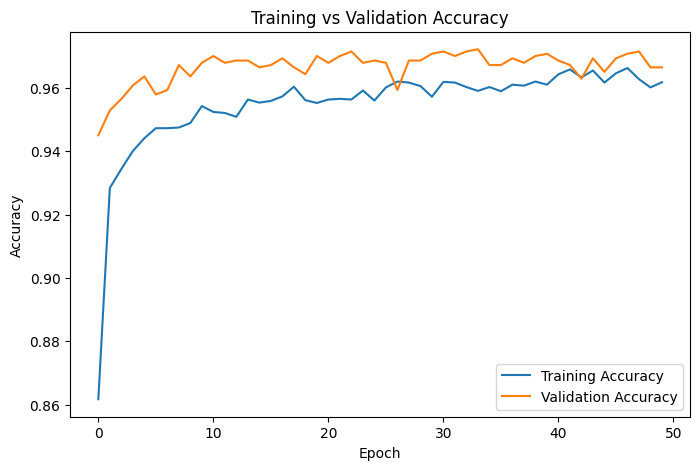 Training vs Validation Accuracy
Accuracy
0.96
0.94
0.92
0.90
0.88
0.86
Training Accuracy
Validation Accuracy
0
10
20
30
40
50
Epoch